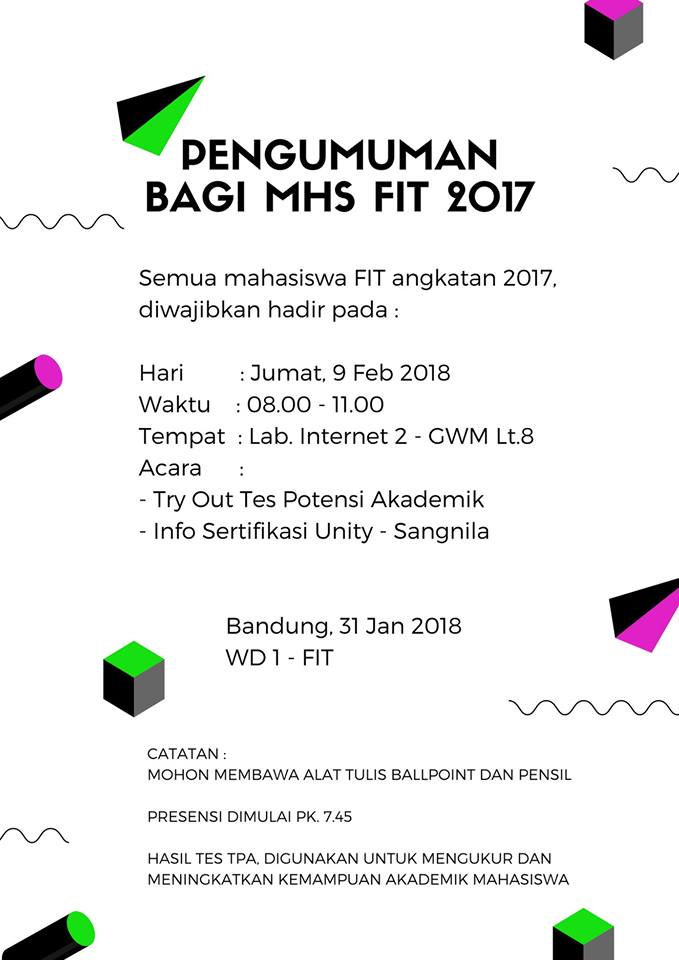 PENGUMUMAN
BAGI MHS FIT 2017
Semua mahasiswa FIT angkatan 2017,
diwajibkan hadir pada :
Hari : Jumat, 9 Feb 2018
Waktu : 08.00 - 11.00
Tempat : Lab. Internet 2 - GWM Lt.8
Acara :
- Try Out Tes Potensi Akademik
- Info Sertifikasi Unity - Sangnila
Bandung, 31 Jan 2018
WD 1 - FIT
CATATAN :
MOHON MEMBAWA ALAT TULIS BALLPOINT DAN PENSIL
PRESENSI DIMULAI PK. 7.45
HASIL TES TPA, DIGUNAKAN UNTUK MENGUKUR DAN
MENINGKATKAN KEMAMPUAN AKADEMIK MAHASISWA